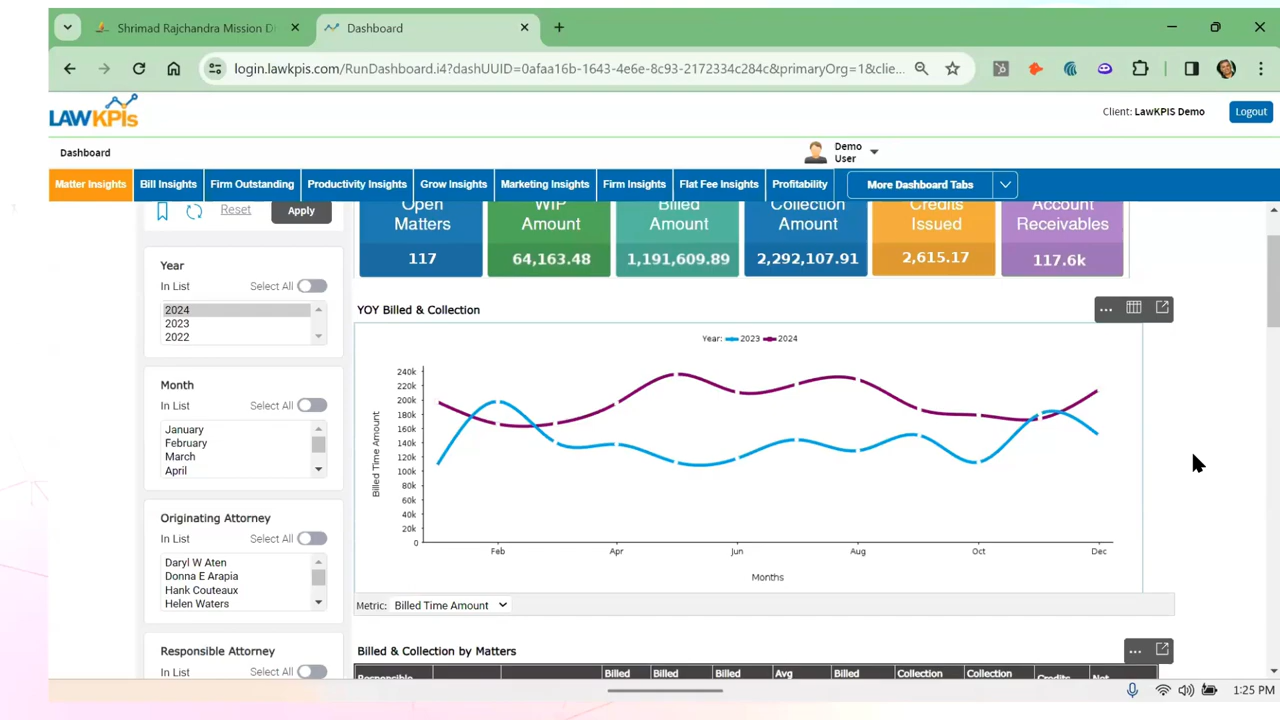 Shrimad Rajchandra Mission D
Dashboard
login.lawkpis.com/RunDashboard.i4?dashUUID=0afaa16b-1643-4e6e-8c93-2172334c284c&primaryOrg=1&clie...
LAWKPIs
Client: LawKPIS Demo
Logout
Dashboard
Demo
User
Matter Insights
Bill Insights
Firm Outstanding
Productivity Insights
Grow Insights
Marketing Insights
Firm Insights
Flat Fee Insights
Profitability
More Dashboard Tabs
Reset
Apply
Open
Matters
117
WIP
Amount
64,163.48
Billed
Amount
1,191,609.89
Collection
Amount
2,292,107.91
Credits
Issued
2,615.17
Account
Receivables
117.6k
Year
In List
Select All
2024
2023
2022
Month
In List
Select All
January
February
March
April
Originating Attorney
In List
Select All
Daryl W Aten
Donna E Arapia
Hank Couteaux
Helen Waters
Responsible Attorney
In List
Select All
YOY Billed & Collection
Year: 2023 2024
Billed Time Amount
240k
220k
200k
180k
160k
140k
120k
100k
80k
60k
40k
20k
0
Feb Apr Jun Aug Oct Dec
Months
Metric: Billed Time Amount
Billed & Collection by Matters
Responsible Billed Billed Billed Avg Billed Collection Collection Credits Net
1:25 PM